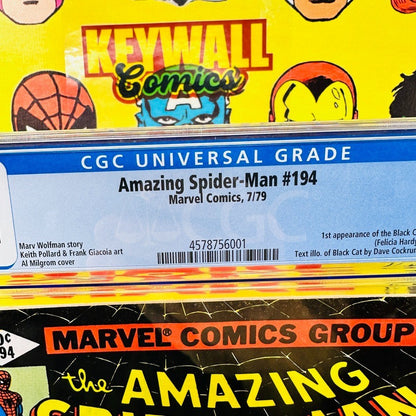 KEYWALL
Comics
CGC UNIVERSAL GRADE
Amazing Spider-Man #194
Marvel Comics, 7/79
Marv Wolfman story
Keith Pollard & Frank Giacoia art
Al Milgrom cover
4578756001
1st appearance of the Black C
(Felicia Hardy
Text illo. of Black Cat by Dave Cockrum
MARVEL® COMICS GROUP
94
the AMAZING